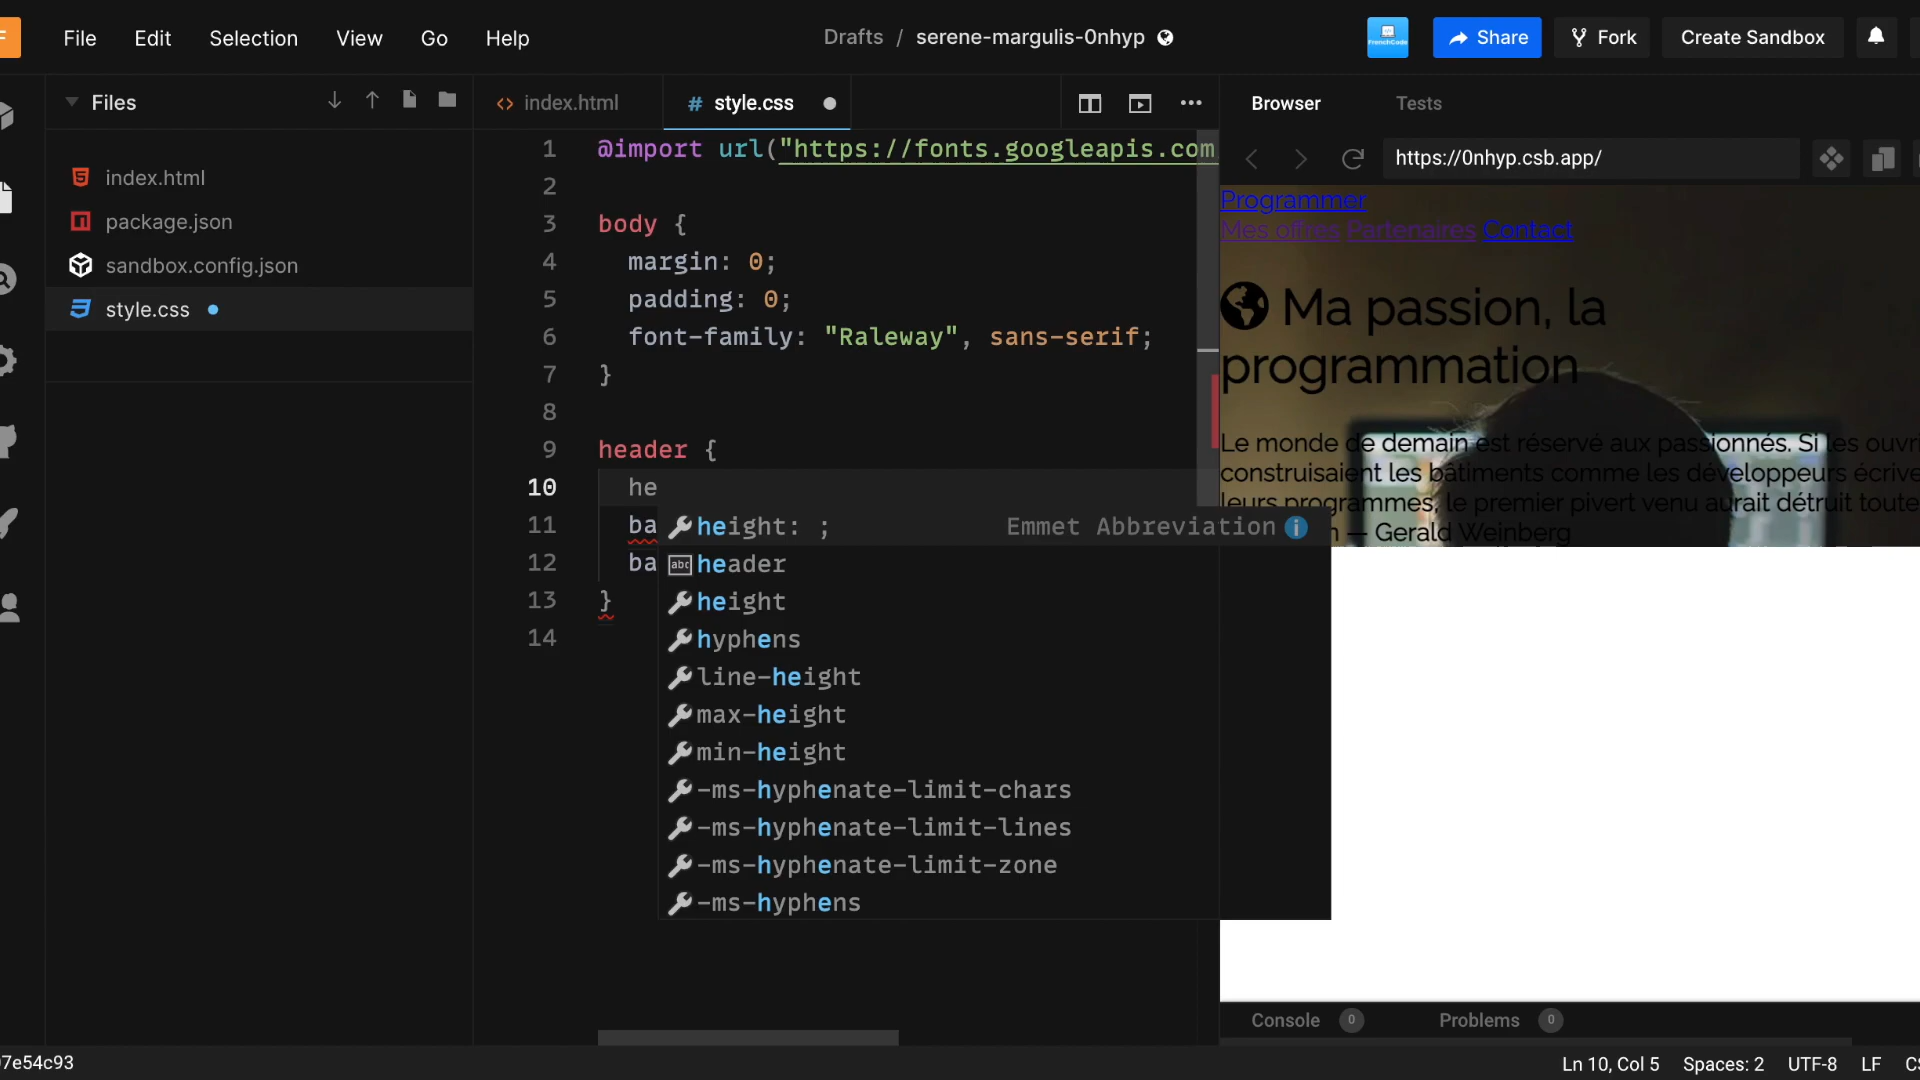 File Edit Selection View Go Help
Drafts / serene-margulis-0nhyp
FrenchCode
Share
Fork
Create Sandbox
Files
index.html
package.json
sandbox.config.json
style.css
index.html
# style.css
1 @import url("https://fonts.googleapis.com
2
3 body {
4 margin: 0;
5 padding: 0;
6 font-family: "Raleway", sans-serif;
7 }
8
9 header {
10 he
11 ba
12 ba
13 }
14
height: ; Emmet Abbreviation
abc header
height
hyphens
line-height
max-height
min-height
-ms-hyphenate-limit-chars
-ms-hyphenate-limit-lines
-ms-hyphenate-limit-zone
-ms-hyphens
Browser Tests
https://0nhyp.csb.app/
Programmer
Mes offres Partenaires Contact
Ma passion, la
programmation
Le monde de demain est réservé aux passionnés. Si les ouvr
construisaient les bâtiments comme les développeurs écrive
leurs programmes, le premier pivert venu aurait détruit toute
n — Gerald Weinberg
Console 0 Problems 0
7e54c93
Ln 10, Col 5 Spaces: 2 UTF-8 LF CS